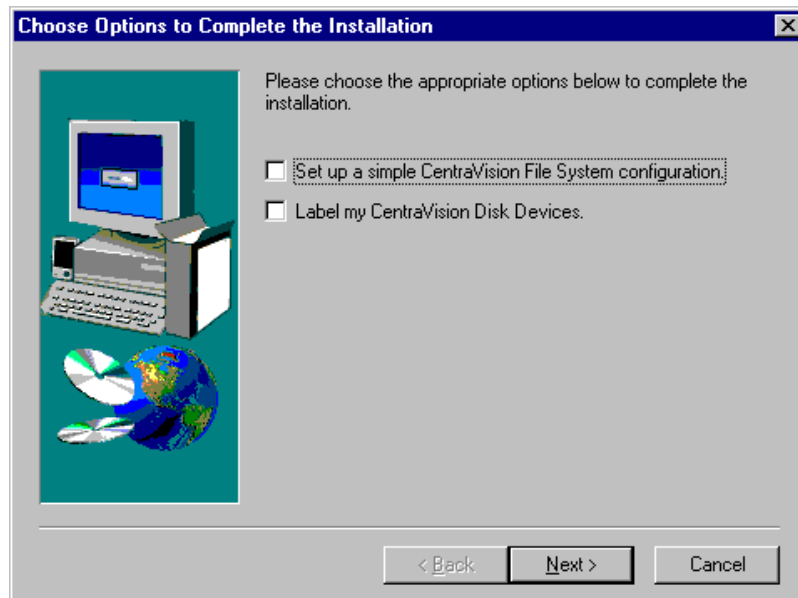 Choose Options to Complete the Installation
Please choose the appropriate options below to complete the
installation.
Set up a simple CentraVision File System configuration.
Label my CentraVision Disk Devices.
< Back
Next >
Cancel